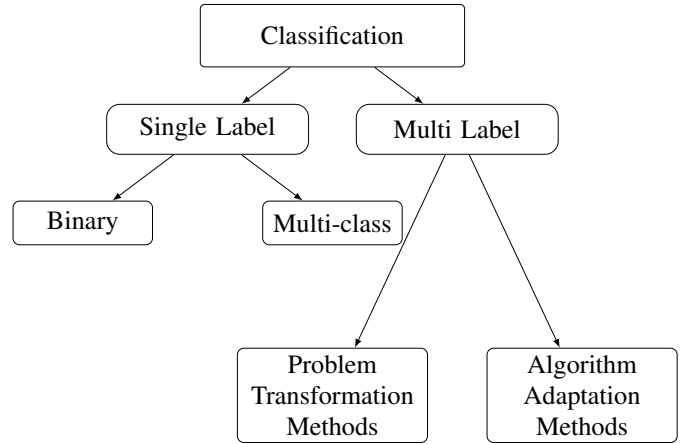 Classification
Single Label
Multi Label
Binary
Multi-class
Problem
Transformation
Methods
Algorithm
Adaptation
Methods